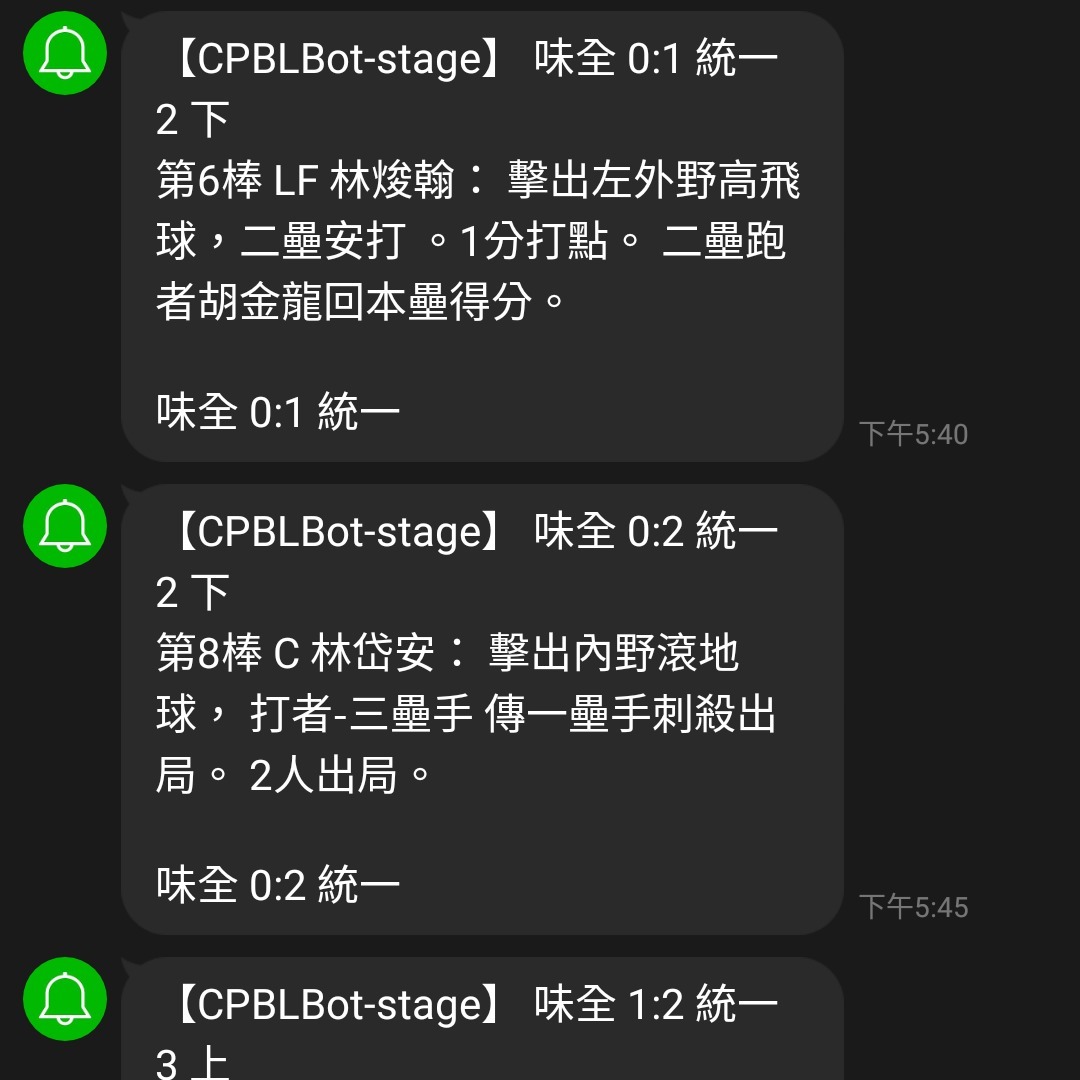 【CPBLBot-stage】 味全 0:1 統一
2 下
第6棒 LF 林焌翰： 擊出左外野高飛
球，二壘安打 。1分打點。 二壘跑
者胡金龍回本壘得分。
味全 0:1 統一
下午5:40
【CPBLBot-stage】 味全 0:2 統一
2 下
第8棒 C 林岱安： 擊出內野滾地
球， 打者-三壘手 傳一壘手刺殺出
局。 2人出局。
味全 0:2 統一
下午5:45
【CPBLBot-stage】 味全 1:2 統一
3 上